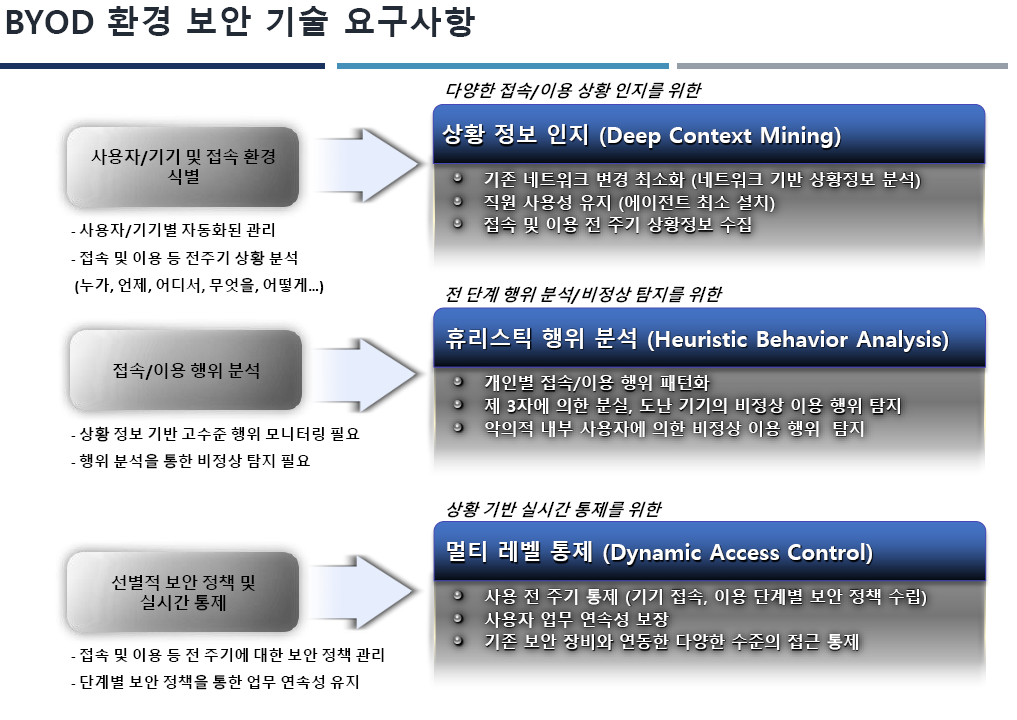 BYOD 환경 보안 기술 요구사항
다양한 접속/이용 상황 인지를 위한
사용자/기기 및 접속 환경
식별
상황 정보 인지 (Deep Context Mining)
기존 네트워크 변경 최소화 (네트워크 기반 상황정보 분석)
직원 사용성 유지 (에이전트 최소 설치)
접속 및 이용 전 주기 상황정보 수집
- 사용자/기기별 자동화된 관리
- 접속 및 이용 등 전주기 상황 분석
(누가, 언제, 어디서, 무엇을, 어떻게...)
전 단계 행위 분석/비정상 탐지를 위한
접속/이용 행위 분석
휴리스틱 행위 분석 (Heuristic Behavior Analysis)
개인별 접속/이용 행위 패턴화
제 3자에 의한 분실, 도난 기기의 비정상 이용 행위 탐지
악의적 내부 사용자에 의한 비정상 이용 행위 탐지
- 상황 정보 기반 고수준 행위 모니터링 필요
- 행위 분석을 통한 비정상 탐지 필요
상황 기반 실시간 통제를 위한
선별적 보안 정책 및
실시간 통제
멀티 레벨 통제 (Dynamic Access Control)
사용 전 주기 통제 (기기 접속, 이용 단계별 보안 정책 수립)
사용자 업무 연속성 보장
기존 보안 장비와 연동한 다양한 수준의 접근 통제
- 접속 및 이용 등 전 주기에 대한 보안 정책 관리
- 단계별 보안 정책을 통한 업무 연속성 유지